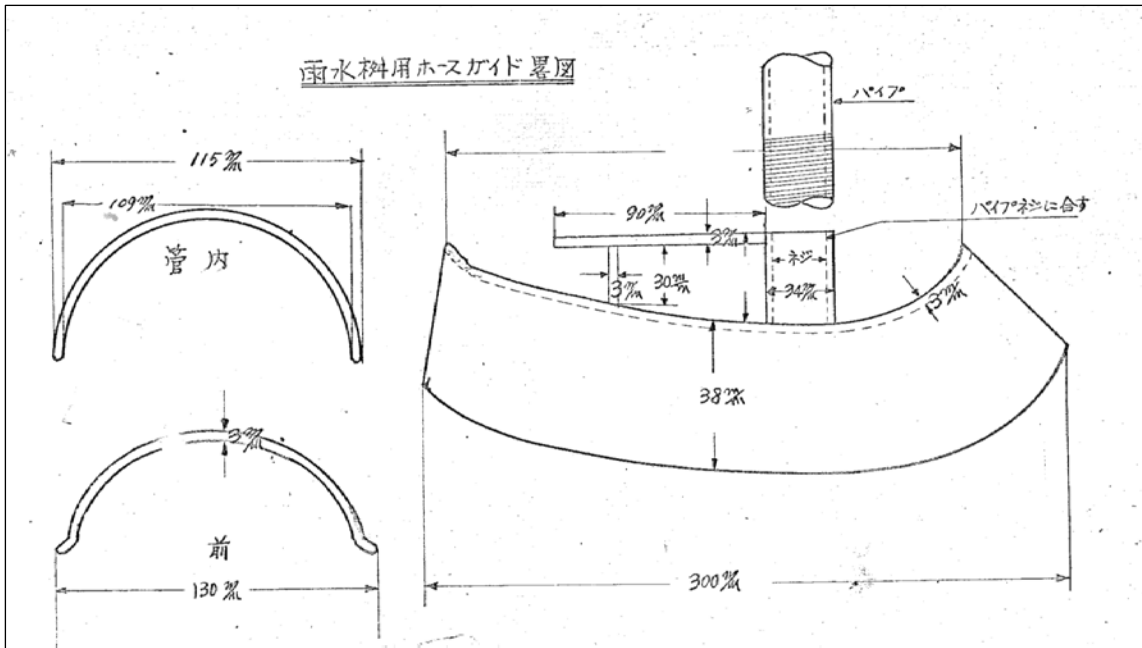 雨水桝用ホースガイド畧図
パイプ
115㎜
109㎜
管内
90㎜
3㎜
パイプネジに合す
ネジ
3㎜
30㎜
34㎜
3㎜
38㎜
3㎜
前
130㎜
300㎜